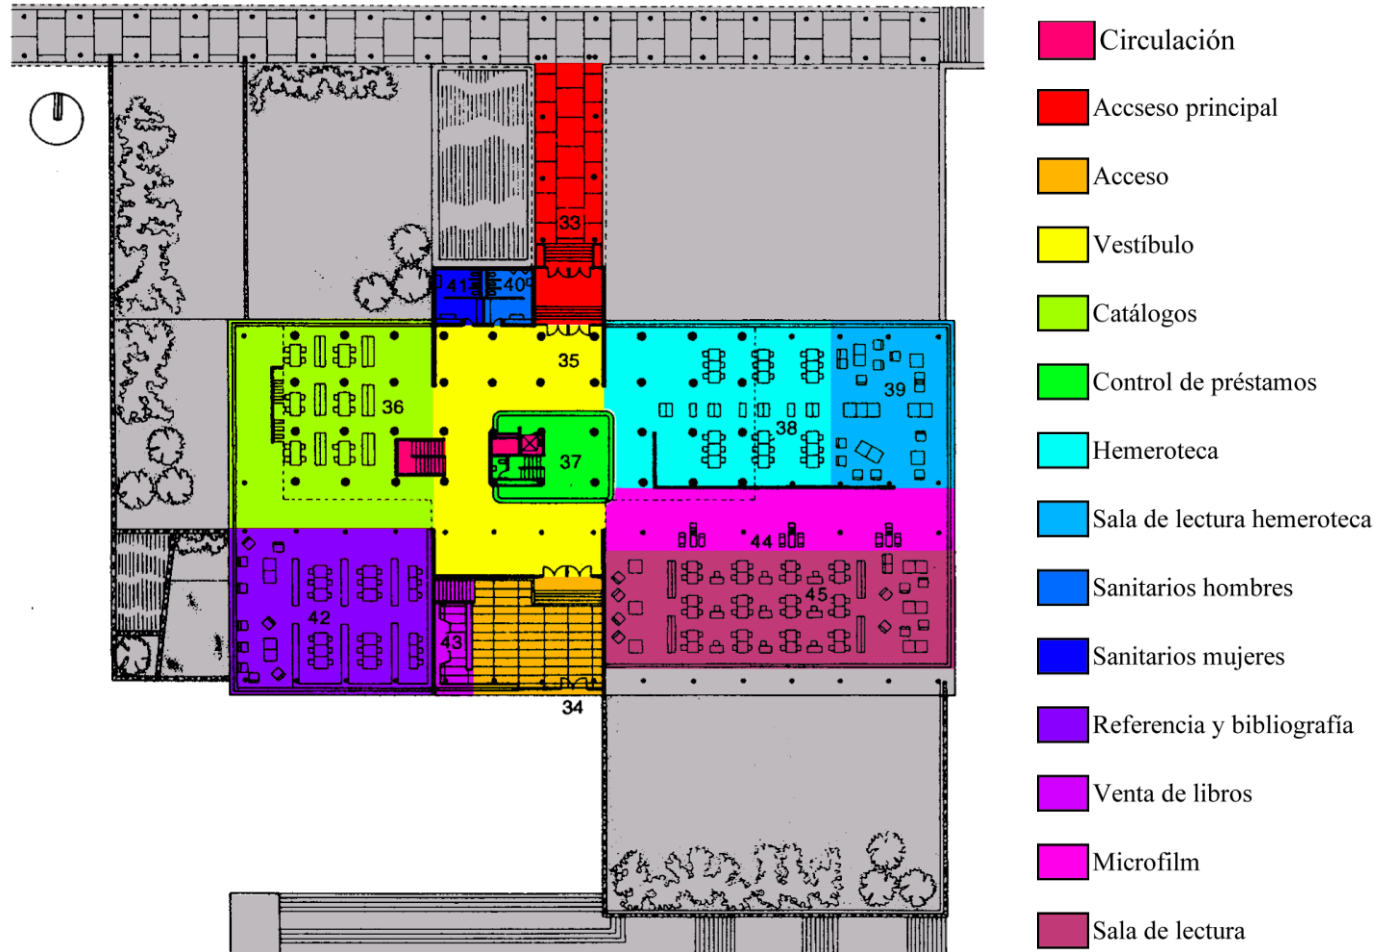 Circulación
Accseso principal
Acceso
Vestíbulo
Catálogos
Control de préstamos
Hemeroteca
Sala de lectura hemeroteca
Sanitarios hombres
Sanitarios mujeres
Referencia y bibliografía
Venta de libros
Microfilm
Sala de lectura
33
41
40
35
36
39
38
37
44
45
42
43
34